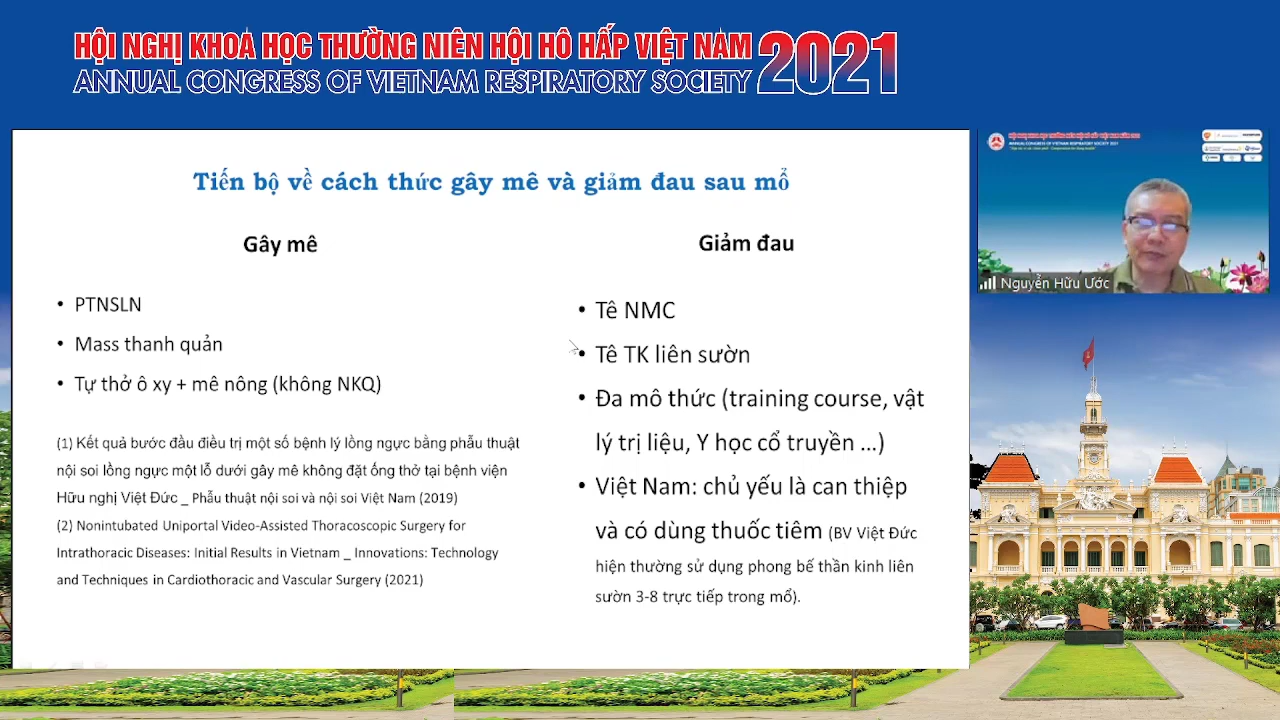 HỘI NGHỊ KHOA HỌC THƯỜNG NIÊN HỘI HÔ HẤP VIỆT NAM 2021
ANNUAL CONGRESS OF VIETNAM RESPIRATORY SOCIETY
Tiến bộ về cách thức gây mê và giảm đau sau mổ
Gây mê
• PTNSLN
• Mass thanh quản
• Tự thở ô xy + mê nông (không NKQ)
(1) Kết quả bước đầu điều trị một số bệnh lý lồng ngực bằng phẫu thuật
nội soi lồng ngực một lỗ dưới gây mê không đặt ống thở tại bệnh viện
Hữu nghị Việt Đức _ Phẫu thuật nội soi và nội soi Việt Nam (2019)
(2) Nonintubated Uniportal Video-Assisted Thoracoscopic Surgery for
Intrathoracic Diseases: Initial Results in Vietnam _ Innovations: Technology
and Techniques in Cardiothoracic and Vascular Surgery (2021)
Giảm đau
• Tê NMC
• Tê TK liên sườn
• Đa mô thức (training course, vật
lý trị liệu, Y học cổ truyền ...)
• Việt Nam: chủ yếu là can thiệp
và có dùng thuốc tiêm (BV Việt Đức
hiện thường sử dụng phong bế thần kinh liên
sườn 3-8 trực tiếp trong mổ).
ANNUAL CONGRESS OF VIETNAM RESPIRATORY SOCIETY 2021
Nguyễn Hữu Ước